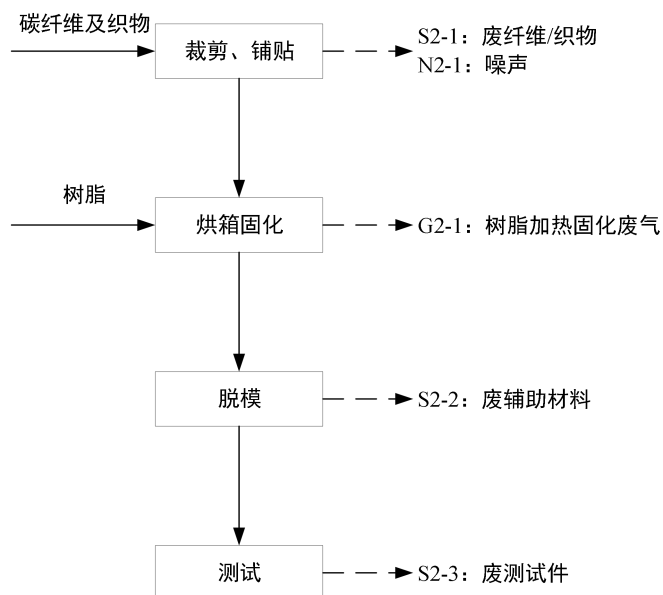 碳纤维及织物
裁剪、铺贴
S2-1：废纤维/织物
N2-1：噪声
树脂
烘箱固化
G2-1：树脂加热固化废气
脱模
S2-2：废辅助材料
测试
S2-3：废测试件